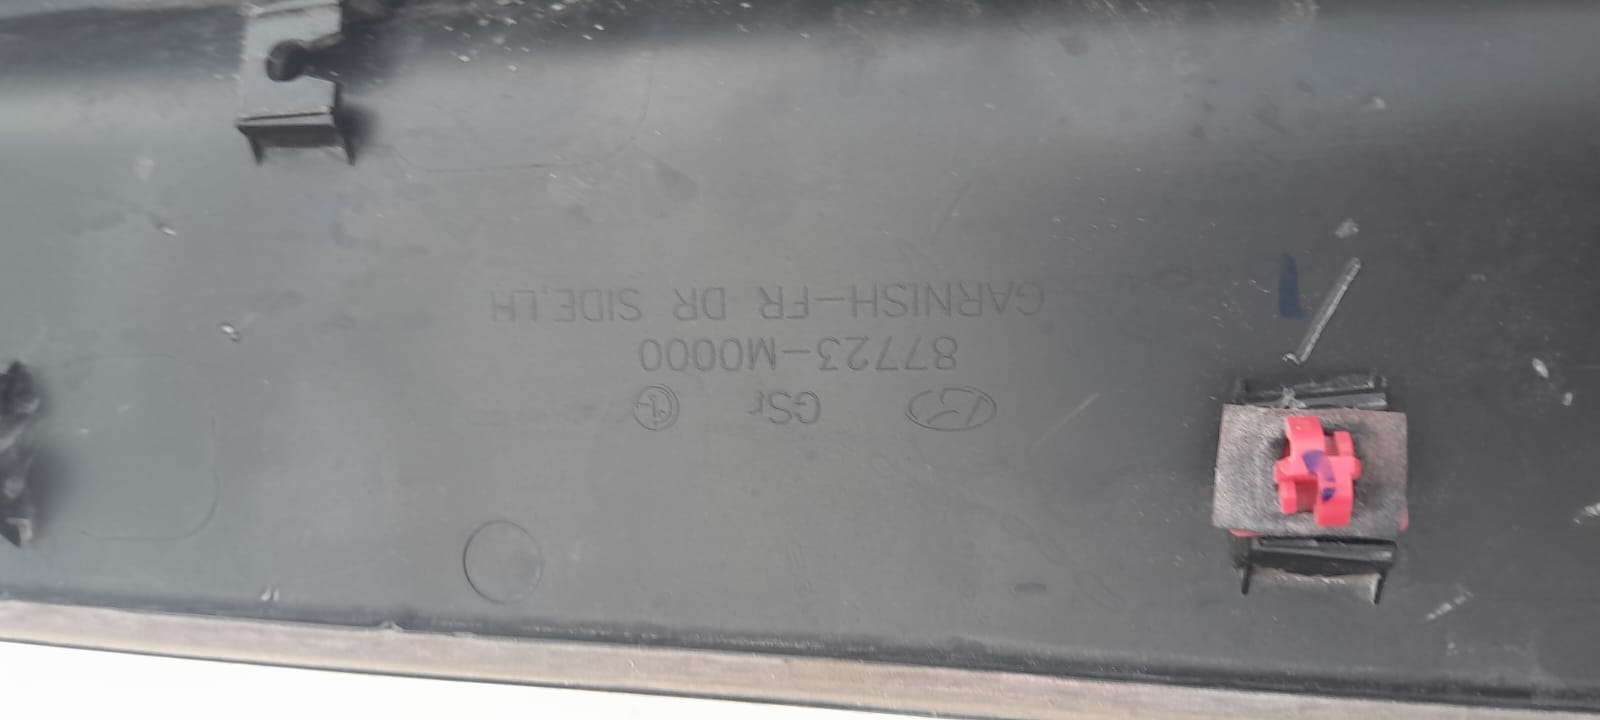 GARNISH-FR DR SIDE,LH
87723-M0000
GSr